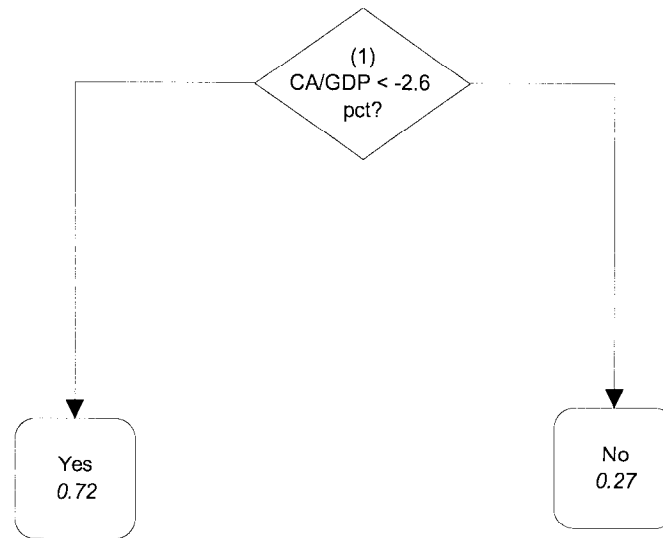 (1)
CA/GDP < -2.6
pct?
Yes
0.72
No
0.27